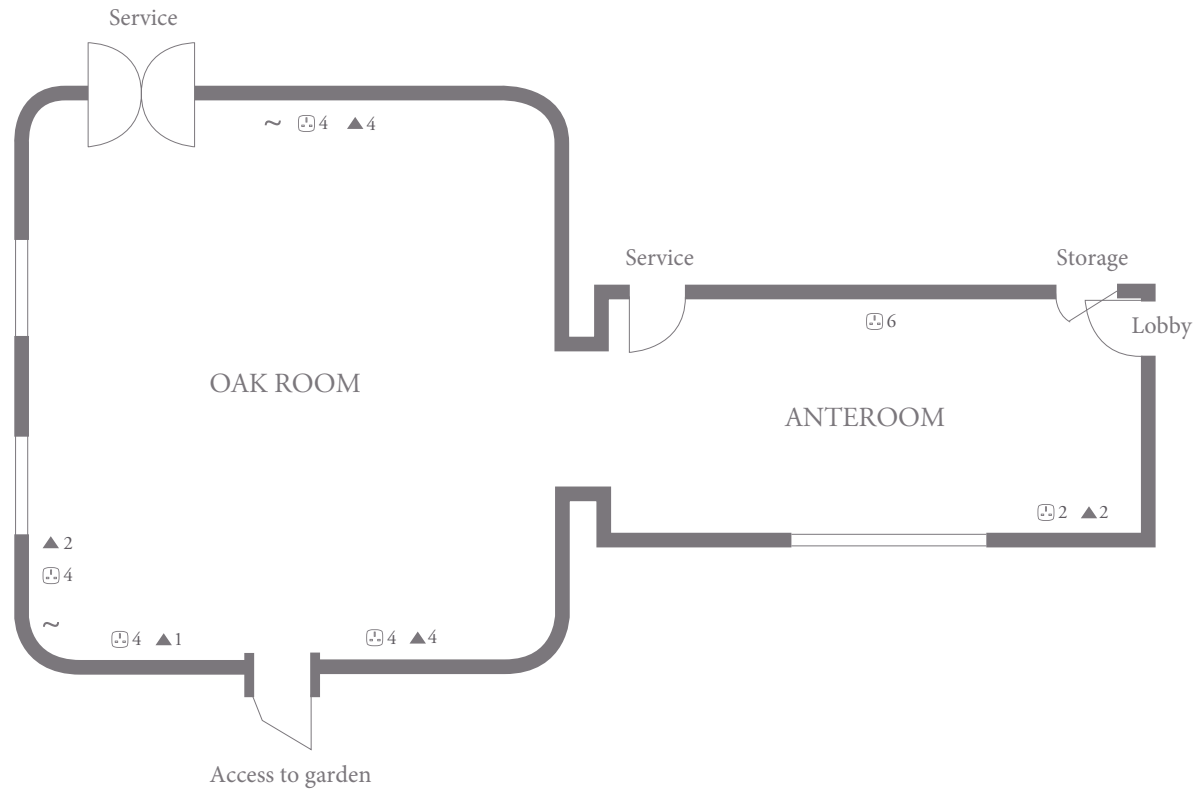 Service
~ 4 ▲4
Service
Storage
6
Lobby
OAK ROOM
ANTEROOM
2 ▲2
▲2
4
~
4 ▲1
4 ▲4
Access to garden